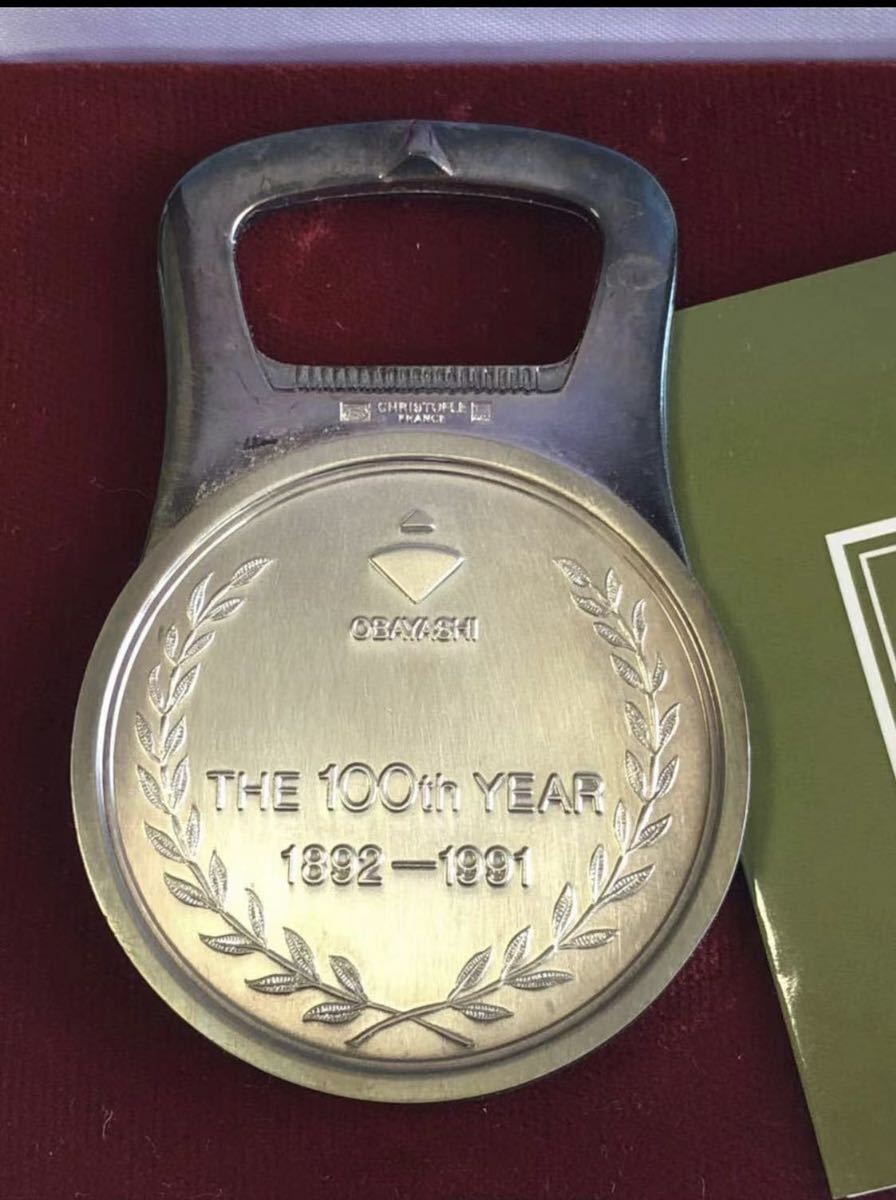 CHRISTOFLE
FRANCE
OBAYASHI
THE 100th YEAR
1892—1991